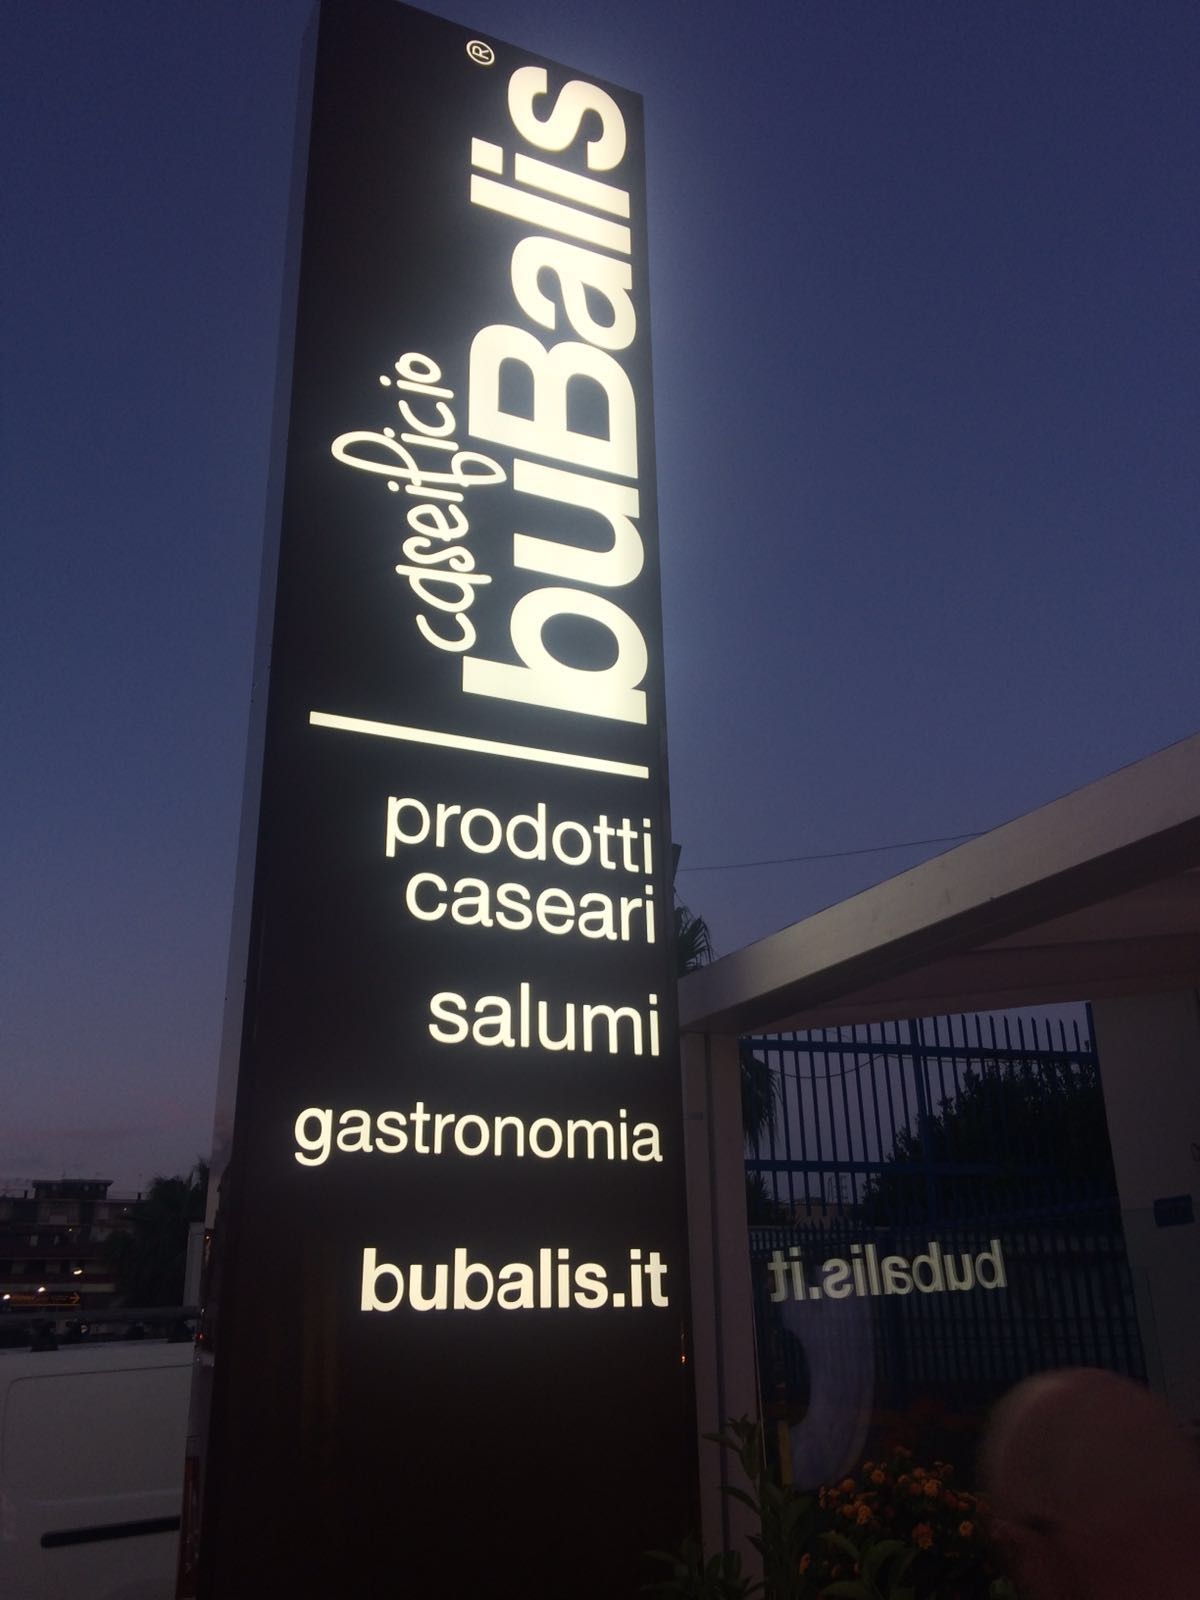 caseificio
buBalis®
prodotti
caseari
salumi
gastronomia
bubalis.it
bubalis.it